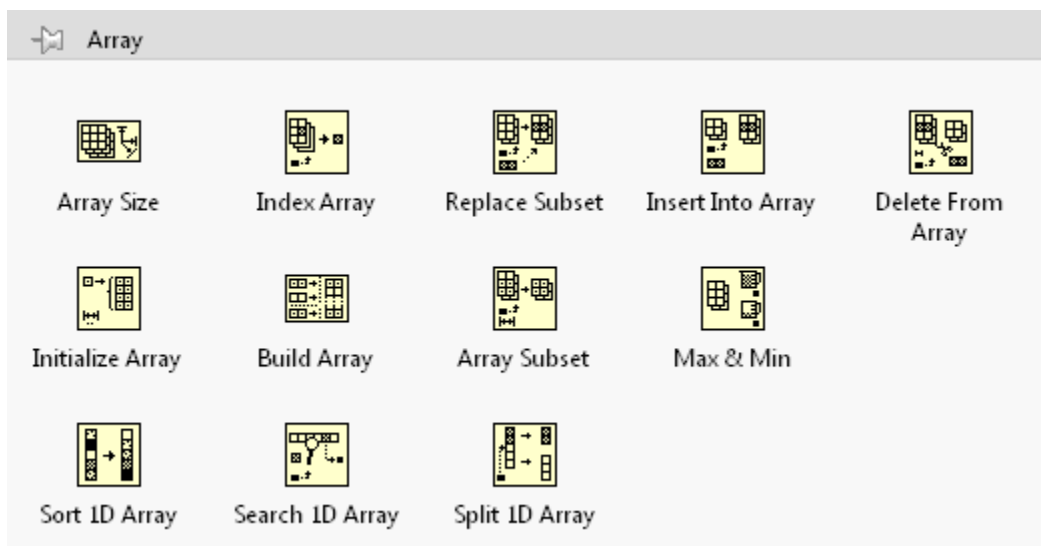 Array
Array Size
Index Array
Replace Subset
Insert Into Array
Delete From
Array
Initialize Array
Build Array
Array Subset
Max & Min
Sort 1D Array
Search 1D Array
Split 1D Array